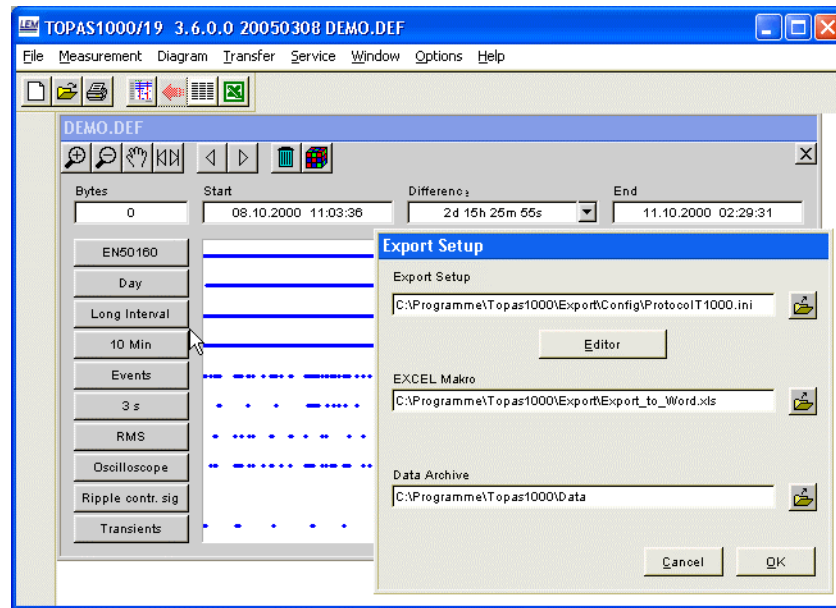 LEM TOPAS1000/19 3.6.0.0 20050308 DEMO.DEF
File Measurement Diagram Transfer Service Window Options Help
DEMO.DEF
Bytes Start Differenc End
0 08.10.2000 11:03:36 2d 15h 25m 55s 11.10.2000 02:29:31
EN50160
Day
Long Interval
10 Min
Events
3 s
RMS
Oscilloscope
Ripple contr. sig
Transients
Export Setup
Export Setup
C:\Programme\Topas1000\Export\Config\ProtocolT1000.ini
Editor
EXCEL Makro
C:\Programme\Topas1000\Export\Export_to_Word.xls
Data Archive
C:\Programme\Topas1000\Data
Cancel OK